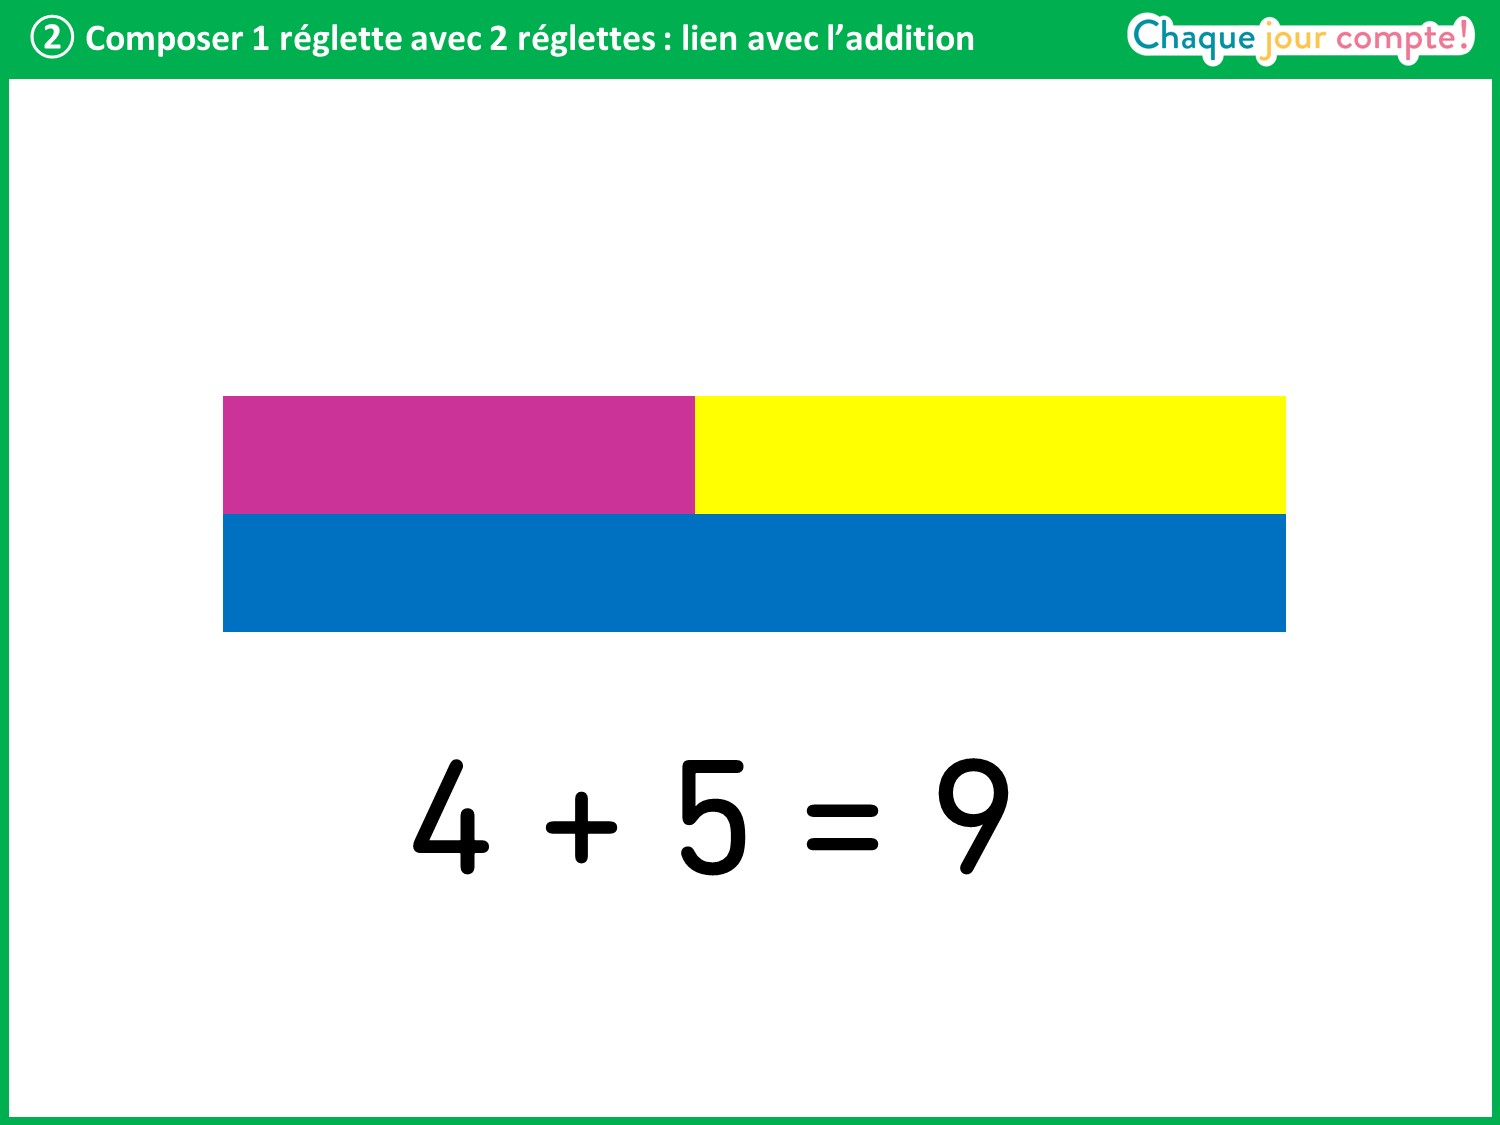 ② Composer 1 réglette avec 2 réglettes : lien avec l’addition
Chaque jour compte!
4 + 5 = 9